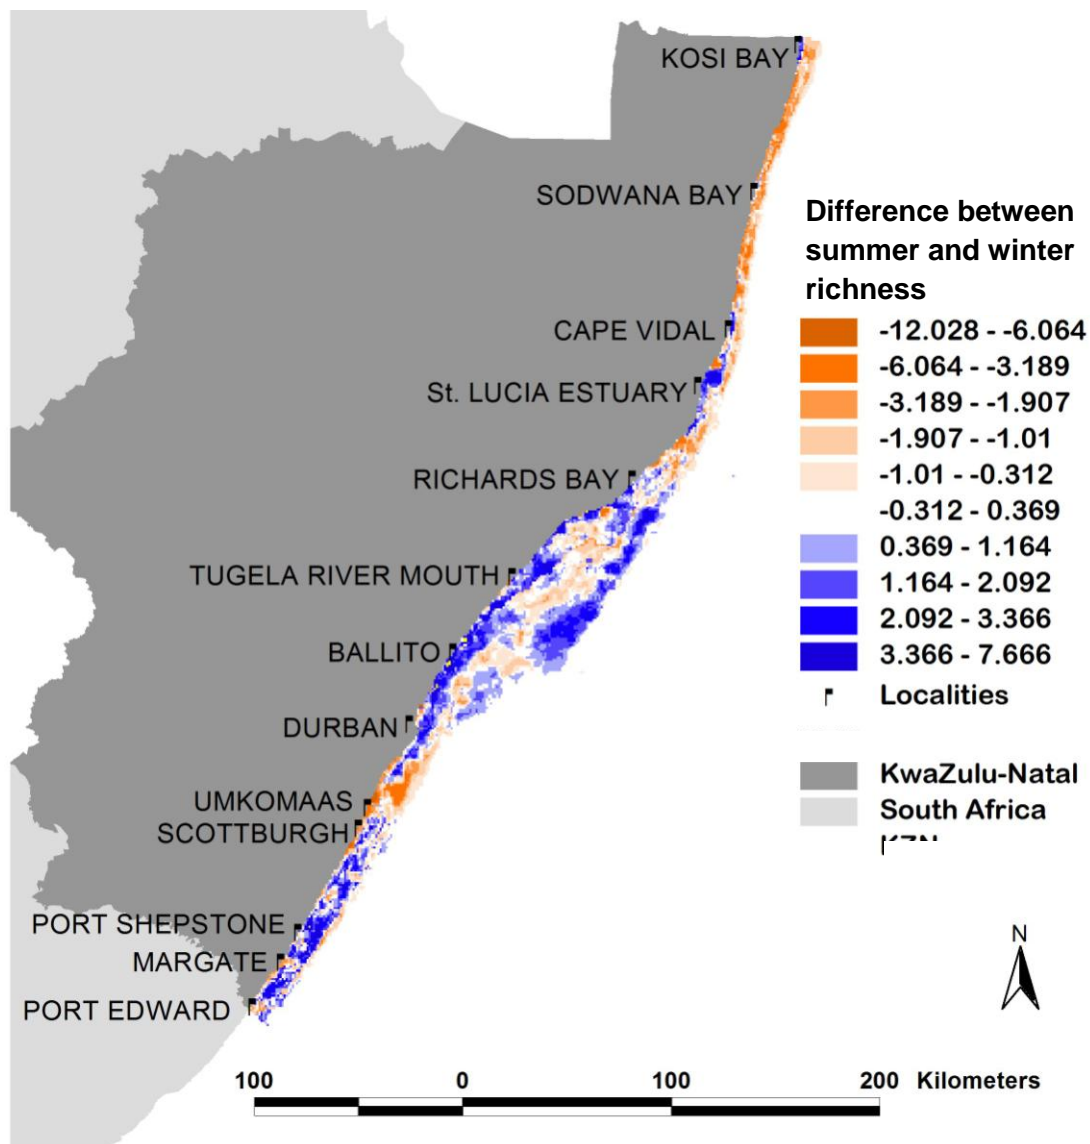 KOSI BAY
SODWANA BAY
CAPE VIDAL
St. LUCIA ESTUARY
RICHARDS BAY
TUGELA RIVER MOUTH
BALLITO
DURBAN
UMKOMAAS
SCOTTBURGH
PORT SHEPSTONE
MARGATE
PORT EDWARD
Difference between
summer and winter
richness
-12.028 - -6.064
-6.064 - -3.189
-3.189 - -1.907
-1.907 - -1.01
-1.01 - -0.312
-0.312 - 0.369
0.369 - 1.164
1.164 - 2.092
2.092 - 3.366
3.366 - 7.666
Localities
KwaZulu-Natal
South Africa
N
100 0 100 200 Kilometers